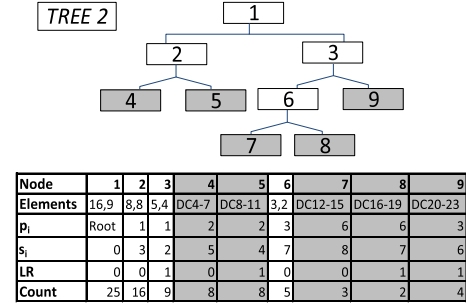 TREE 2
1
2 3
4 5 6 9
7 8
Node 1 2 3 4 5 6 7 8 9
Elements 16,9 8,8 5,4 DC4-7 DC8-11 3,2 DC12-15 DC16-19 DC20-23
pi Root 1 1 2 2 3 6 6 3
si 0 3 2 5 4 7 8 7 6
LR 0 0 1 0 1 0 0 1 1
Count 25 16 9 8 8 5 3 2 4